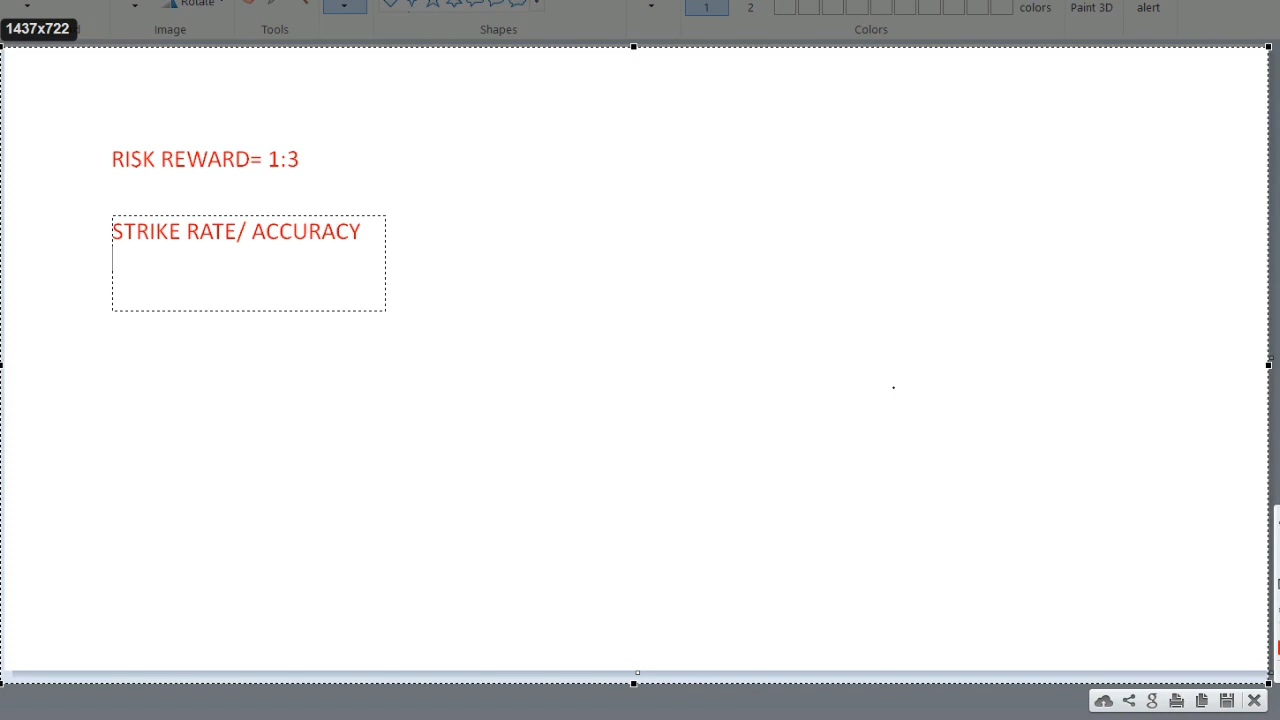 1437x722
Rotate
Image
Tools
Shapes
1
2
Colors
colors
Paint 3D
alert
RISK REWARD= 1:3
STRIKE RATE/ ACCURACY